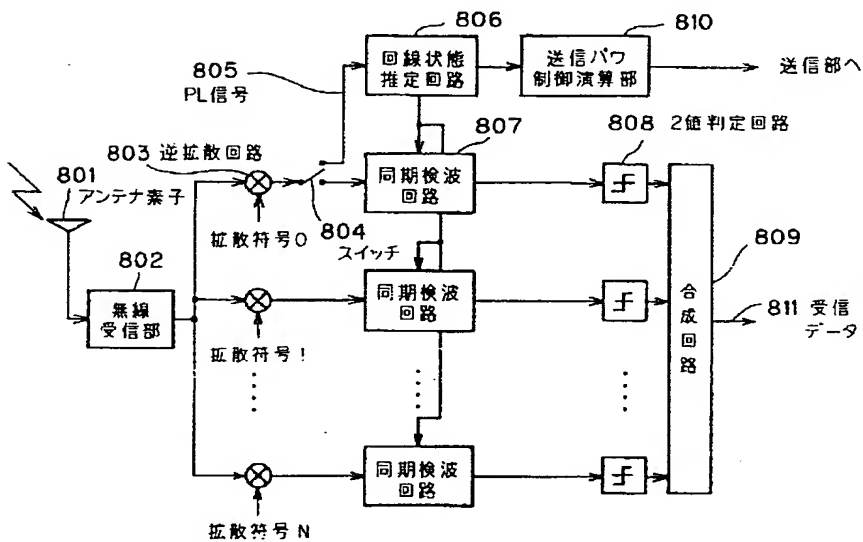 806
810
回線状態
推定回路
送信パワ
制御演算部
送信部へ
805
PL信号
807
808 2値判定回路
803 逆拡散回路
同期検波
回路
801
アンテナ素子
804
スイッチ
拡散符号0
809
802
無線
受信部
同期検波
回路
合成回路
811 受信
データ
拡散符号1
同期検波
回路
拡散符号N